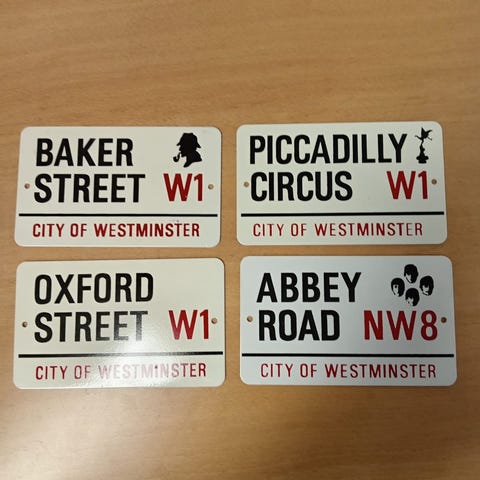 BAKER
STREET W1
CITY OF WESTMINSTER
PICCADILLY
CIRCUS W1
CITY OF WESTMINSTER
OXFORD
STREET W1
CITY OF WESTMINSTER
ABBEY
ROAD NW8
CITY OF WESTMINSTER